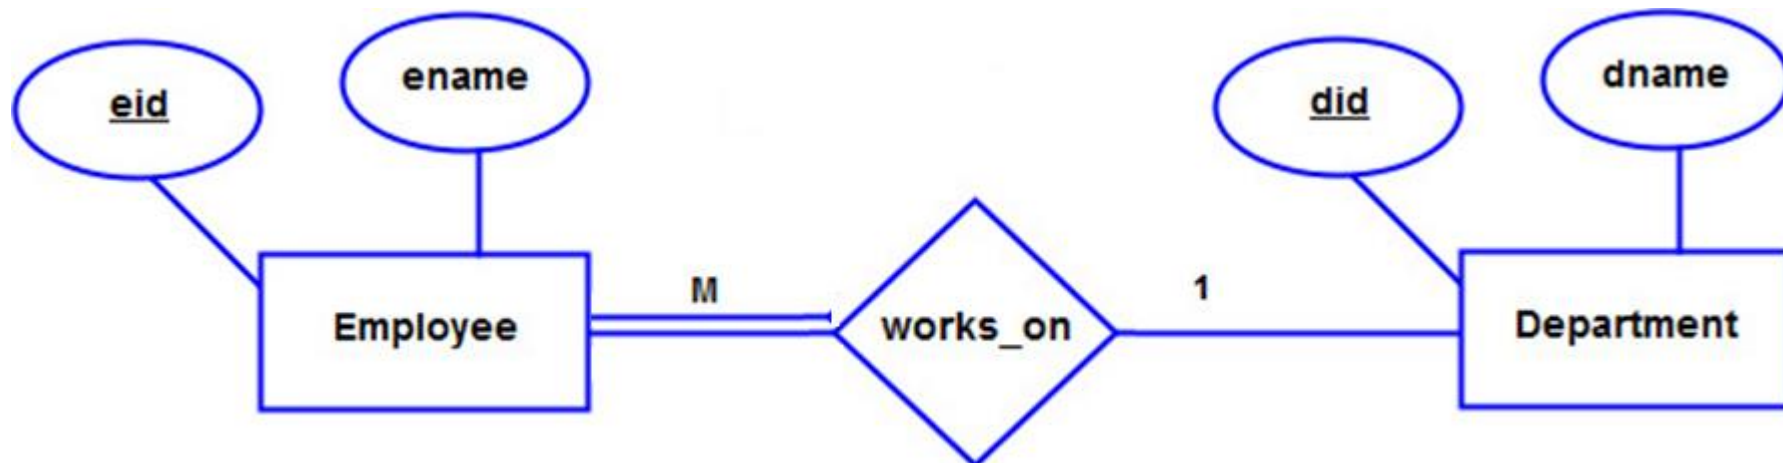 eid
ename
did
dname
Employee
M
works_on
1
Department